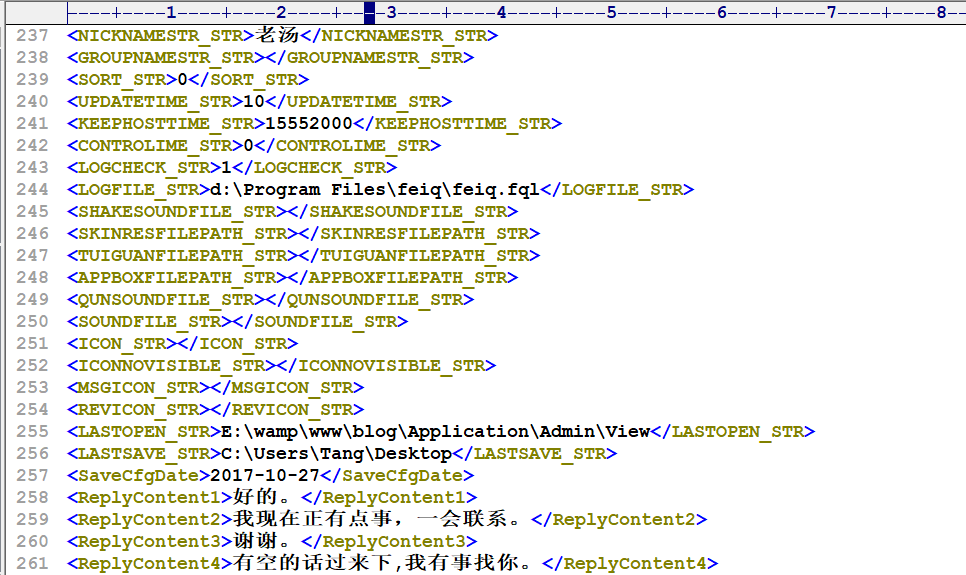 ----+----1----+----2----+----3----+----4----+----5----+----6----+----7----+----8--
237 <NICKNAMESTR_STR>老汤</NICKNAMESTR_STR>
238 <GROUPNAMESTR_STR></GROUPNAMESTR_STR>
239 <SORT_STR>0</SORT_STR>
240 <UPDATETIME_STR>10</UPDATETIME_STR>
241 <KEEPHOSTTIME_STR>15552000</KEEPHOSTTIME_STR>
242 <CONTROLIME_STR>0</CONTROLIME_STR>
243 <LOGCHECK_STR>1</LOGCHECK_STR>
244 <LOGFILE_STR>d:\Program Files\feiq\feiq.fql</LOGFILE_STR>
245 <SHAKESOUNDFILE_STR></SHAKESOUNDFILE_STR>
246 <SKINRESFILEPATH_STR></SKINRESFILEPATH_STR>
247 <TUIGUANFILEPATH_STR></TUIGUANFILEPATH_STR>
248 <APPBOXFILEPATH_STR></APPBOXFILEPATH_STR>
249 <QUNSOUNDFILE_STR></QUNSOUNDFILE_STR>
250 <SOUNDFILE_STR></SOUNDFILE_STR>
251 <ICON_STR></ICON_STR>
252 <ICONNOVISIBLE_STR></ICONNOVISIBLE_STR>
253 <MSGICON_STR></MSGICON_STR>
254 <REVICON_STR></REVICON_STR>
255 <LASTOPEN_STR>E:\wamp\www\blog\Application\Admin\View</LASTOPEN_STR>
256 <LASTSAVE_STR>C:\Users\Tang\Desktop</LASTSAVE_STR>
257 <SaveCfgDate>2017-10-27</SaveCfgDate>
258 <ReplyContent1>好的。</ReplyContent1>
259 <ReplyContent2>我现在正有点事，一会联系。</ReplyContent2>
260 <ReplyContent3>谢谢。</ReplyContent3>
261 <ReplyContent4>有空的话过来下,我有事找你。</ReplyContent4>